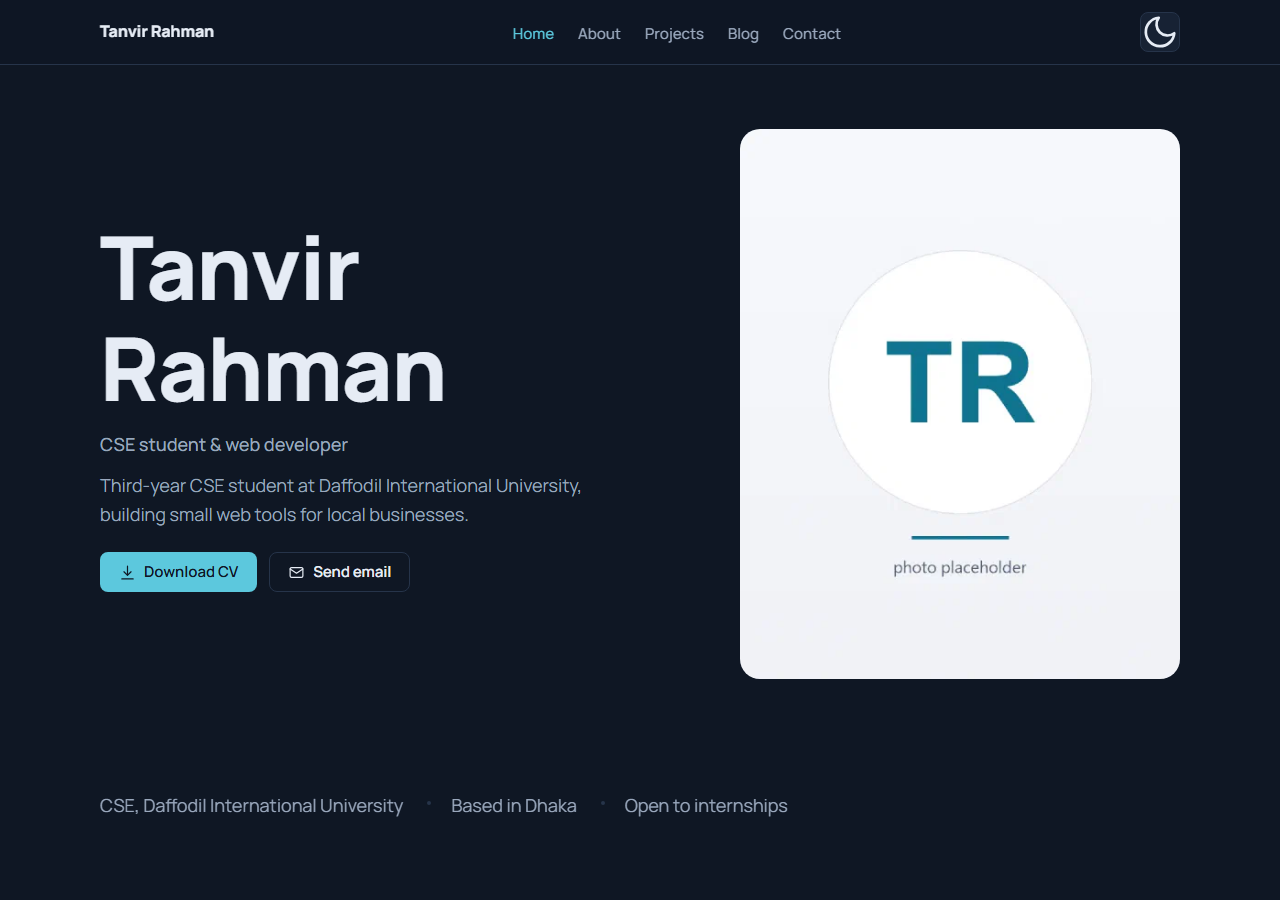 Tanvir Rahman
Home About Projects Blog Contact
Tanvir
Rahman
CSE student & web developer
Third-year CSE student at Daffodil International University,
building small web tools for local businesses.
Download CV Send email
TR
photo placeholder
CSE, Daffodil International University · Based in Dhaka · Open to internships